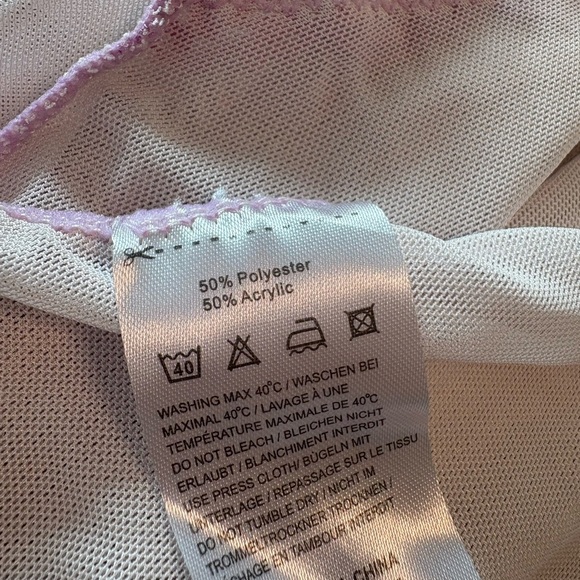 50% Polyester
50% Acrylic
40
WASHING MAX 40°C / WASCHEN BEI
MAXIMAL 40°C / LAVAGE À UNE
TEMPÉRATURE MAXIMALE DE 40°C
DO NOT BLEACH / BLEICHEN NICHT
ERLAUBT / BLANCHIMENT INTERDIT
USE PRESS CLOTH/ BÜGELN MIT
UNTERLAGE / REPASSAGE SUR LE TISSU
DO NOT TUMBLE DRY / NICHT IM
TROMMELTROCKNER TROCKNEN /
EN TAMBOUR INTERDIT
CHINA